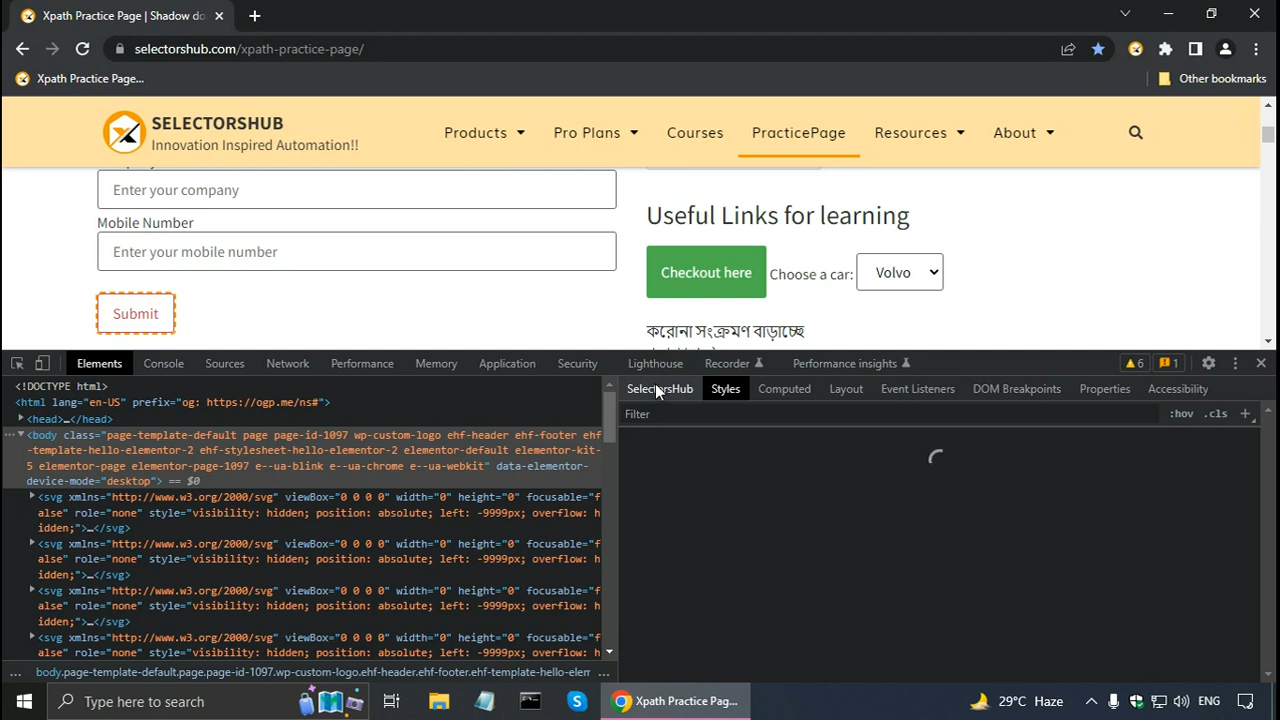 Xpath Practice Page | Shadow do
selectorshub.com/xpath-practice-page/
Xpath Practice Page...
Other bookmarks
SELECTORSHUB
Innovation Inspired Automation!!
Products
Pro Plans
Courses
PracticePage
Resources
About
Enter your company
Mobile Number
Enter your mobile number
Submit
Useful Links for learning
Checkout here
Choose a car:
Volvo
করোনা সংক্রমণ বাড়াচ্ছে
Elements
Console
Sources
Network
Performance
Memory
Application
Security
Lighthouse
Recorder
Performance insights
6
1
<!DOCTYPE html>
<html lang="en-US" prefix="og: https://ogp.me/ns#">
<head>…</head>
<body class="page-template-default page page-id-1097 wp-custom-logo ehf-header ehf-footer ehf
-template-hello-elementor-2 ehf-stylesheet-hello-elementor-2 elementor-default elementor-kit-
5 elementor-page elementor-page-1097 e--ua-blink e--ua-chrome e--ua-webkit" data-elementor-
device-mode="desktop"> == $0
<svg xmlns="http://www.w3.org/2000/svg" viewBox="0 0 0 0" width="0" height="0" focusable="f
alse" role="none" style="visibility: hidden; position: absolute; left: -9999px; overflow: h
idden;">…</svg>
<svg xmlns="http://www.w3.org/2000/svg" viewBox="0 0 0 0" width="0" height="0" focusable="f
alse" role="none" style="visibility: hidden; position: absolute; left: -9999px; overflow: h
idden;">…</svg>
<svg xmlns="http://www.w3.org/2000/svg" viewBox="0 0 0 0" width="0" height="0" focusable="f
alse" role="none" style="visibility: hidden; position: absolute; left: -9999px; overflow: h
idden;">…</svg>
<svg xmlns="http://www.w3.org/2000/svg" viewBox="0 0 0 0" width="0" height="0" focusable="f
alse" role="none" style="visibility: hidden; position: absolute; left: -9999px; overflow: h
... body.page-template-default.page.page-id-1097.wp-custom-logo.ehf-header.ehf-footer.ehf-template-hello-elem ...
SelectorsHub
Styles
Computed
Layout
Event Listeners
DOM Breakpoints
Properties
Accessibility
Filter
:hov
.cls
Type here to search
Xpath Practice Pag...
29°C Haze
ENG